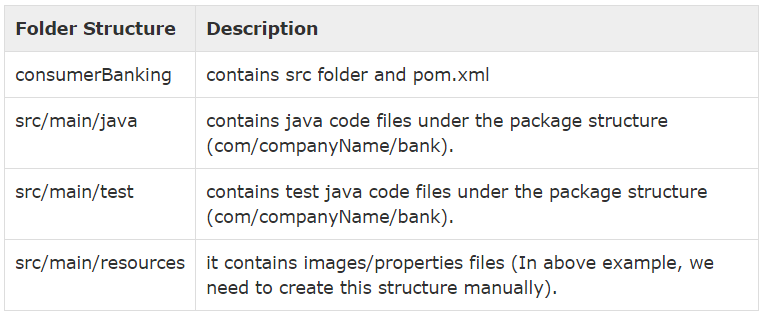 Folder Structure Description
consumerBanking contains src folder and pom.xml
src/main/java contains java code files under the package structure
(com/companyName/bank).
src/main/test contains test java code files under the package structure
(com/companyName/bank).
src/main/resources it contains images/properties files (In above example, we
need to create this structure manually).